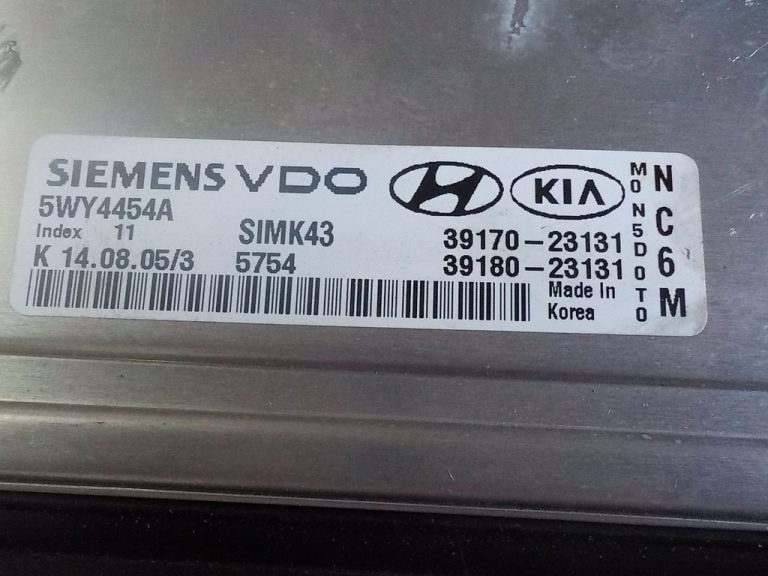 SIEMENS VDO KIA
5WY4454A
Index 11 SIMK43 39170-23131
K 14.08.05/3 5754 39180-23131
Made In
Korea
M0N5D0T0
NC6M